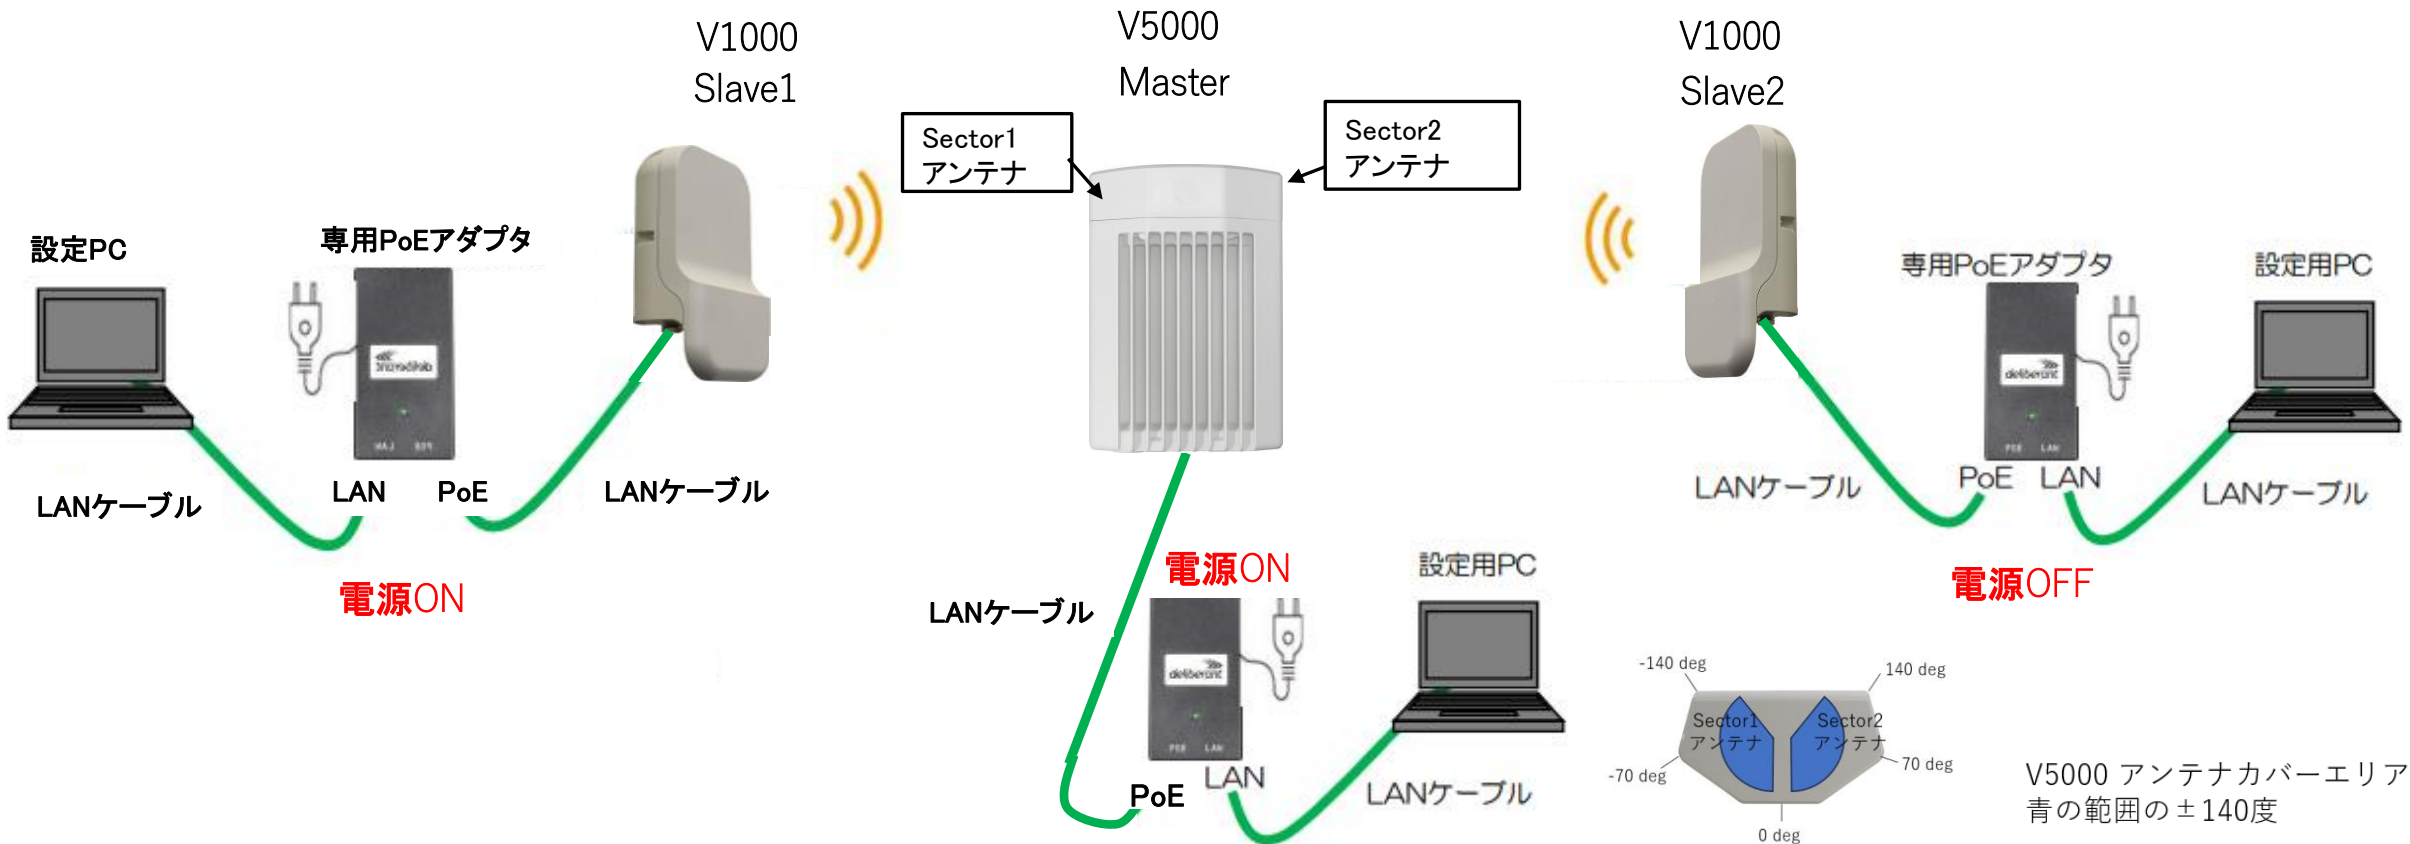 V1000
Slave1
V5000
Master
V1000
Slave2
Sector1
アンテナ
Sector2
アンテナ
設定PC
専用PoEアダプタ
専用PoEアダプタ
設定用PC
deliberant
LAN
PoE
LANケーブル
LANケーブル
電源ON
POE LAN
PoE
LAN
LANケーブル
LANケーブル
電源OFF
電源ON
設定用PC
LANケーブル
deliberant
POE LAN
PoE
LAN
LANケーブル
-140 deg
140 deg
Sector1
アンテナ
Sector2
アンテナ
-70 deg
70 deg
0 deg
V5000 アンテナカバーエリア
青の範囲の±140度